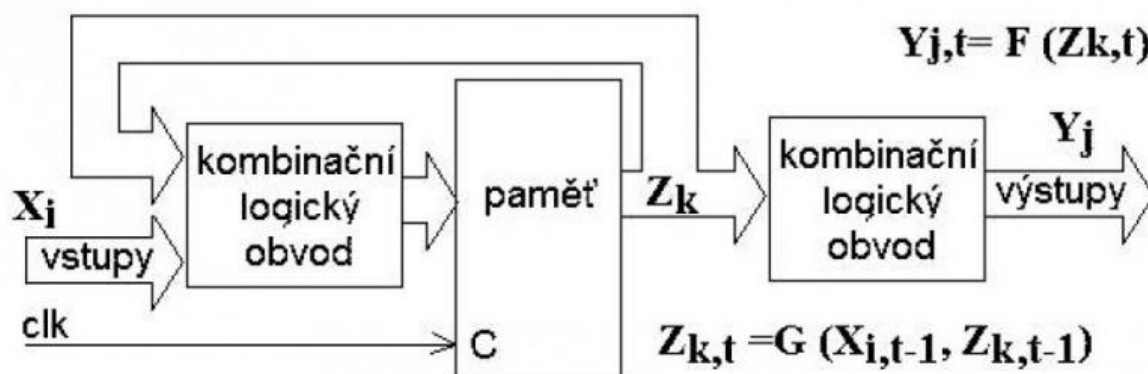 Yj,t= F (Zk,t)
kombinační
logický
obvod
paměť
Zk
kombinační
logický
obvod
Yj
výstupy
Xi
vstupy
clk
C
Zk,t =G (Xi,t-1, Zk,t-1)